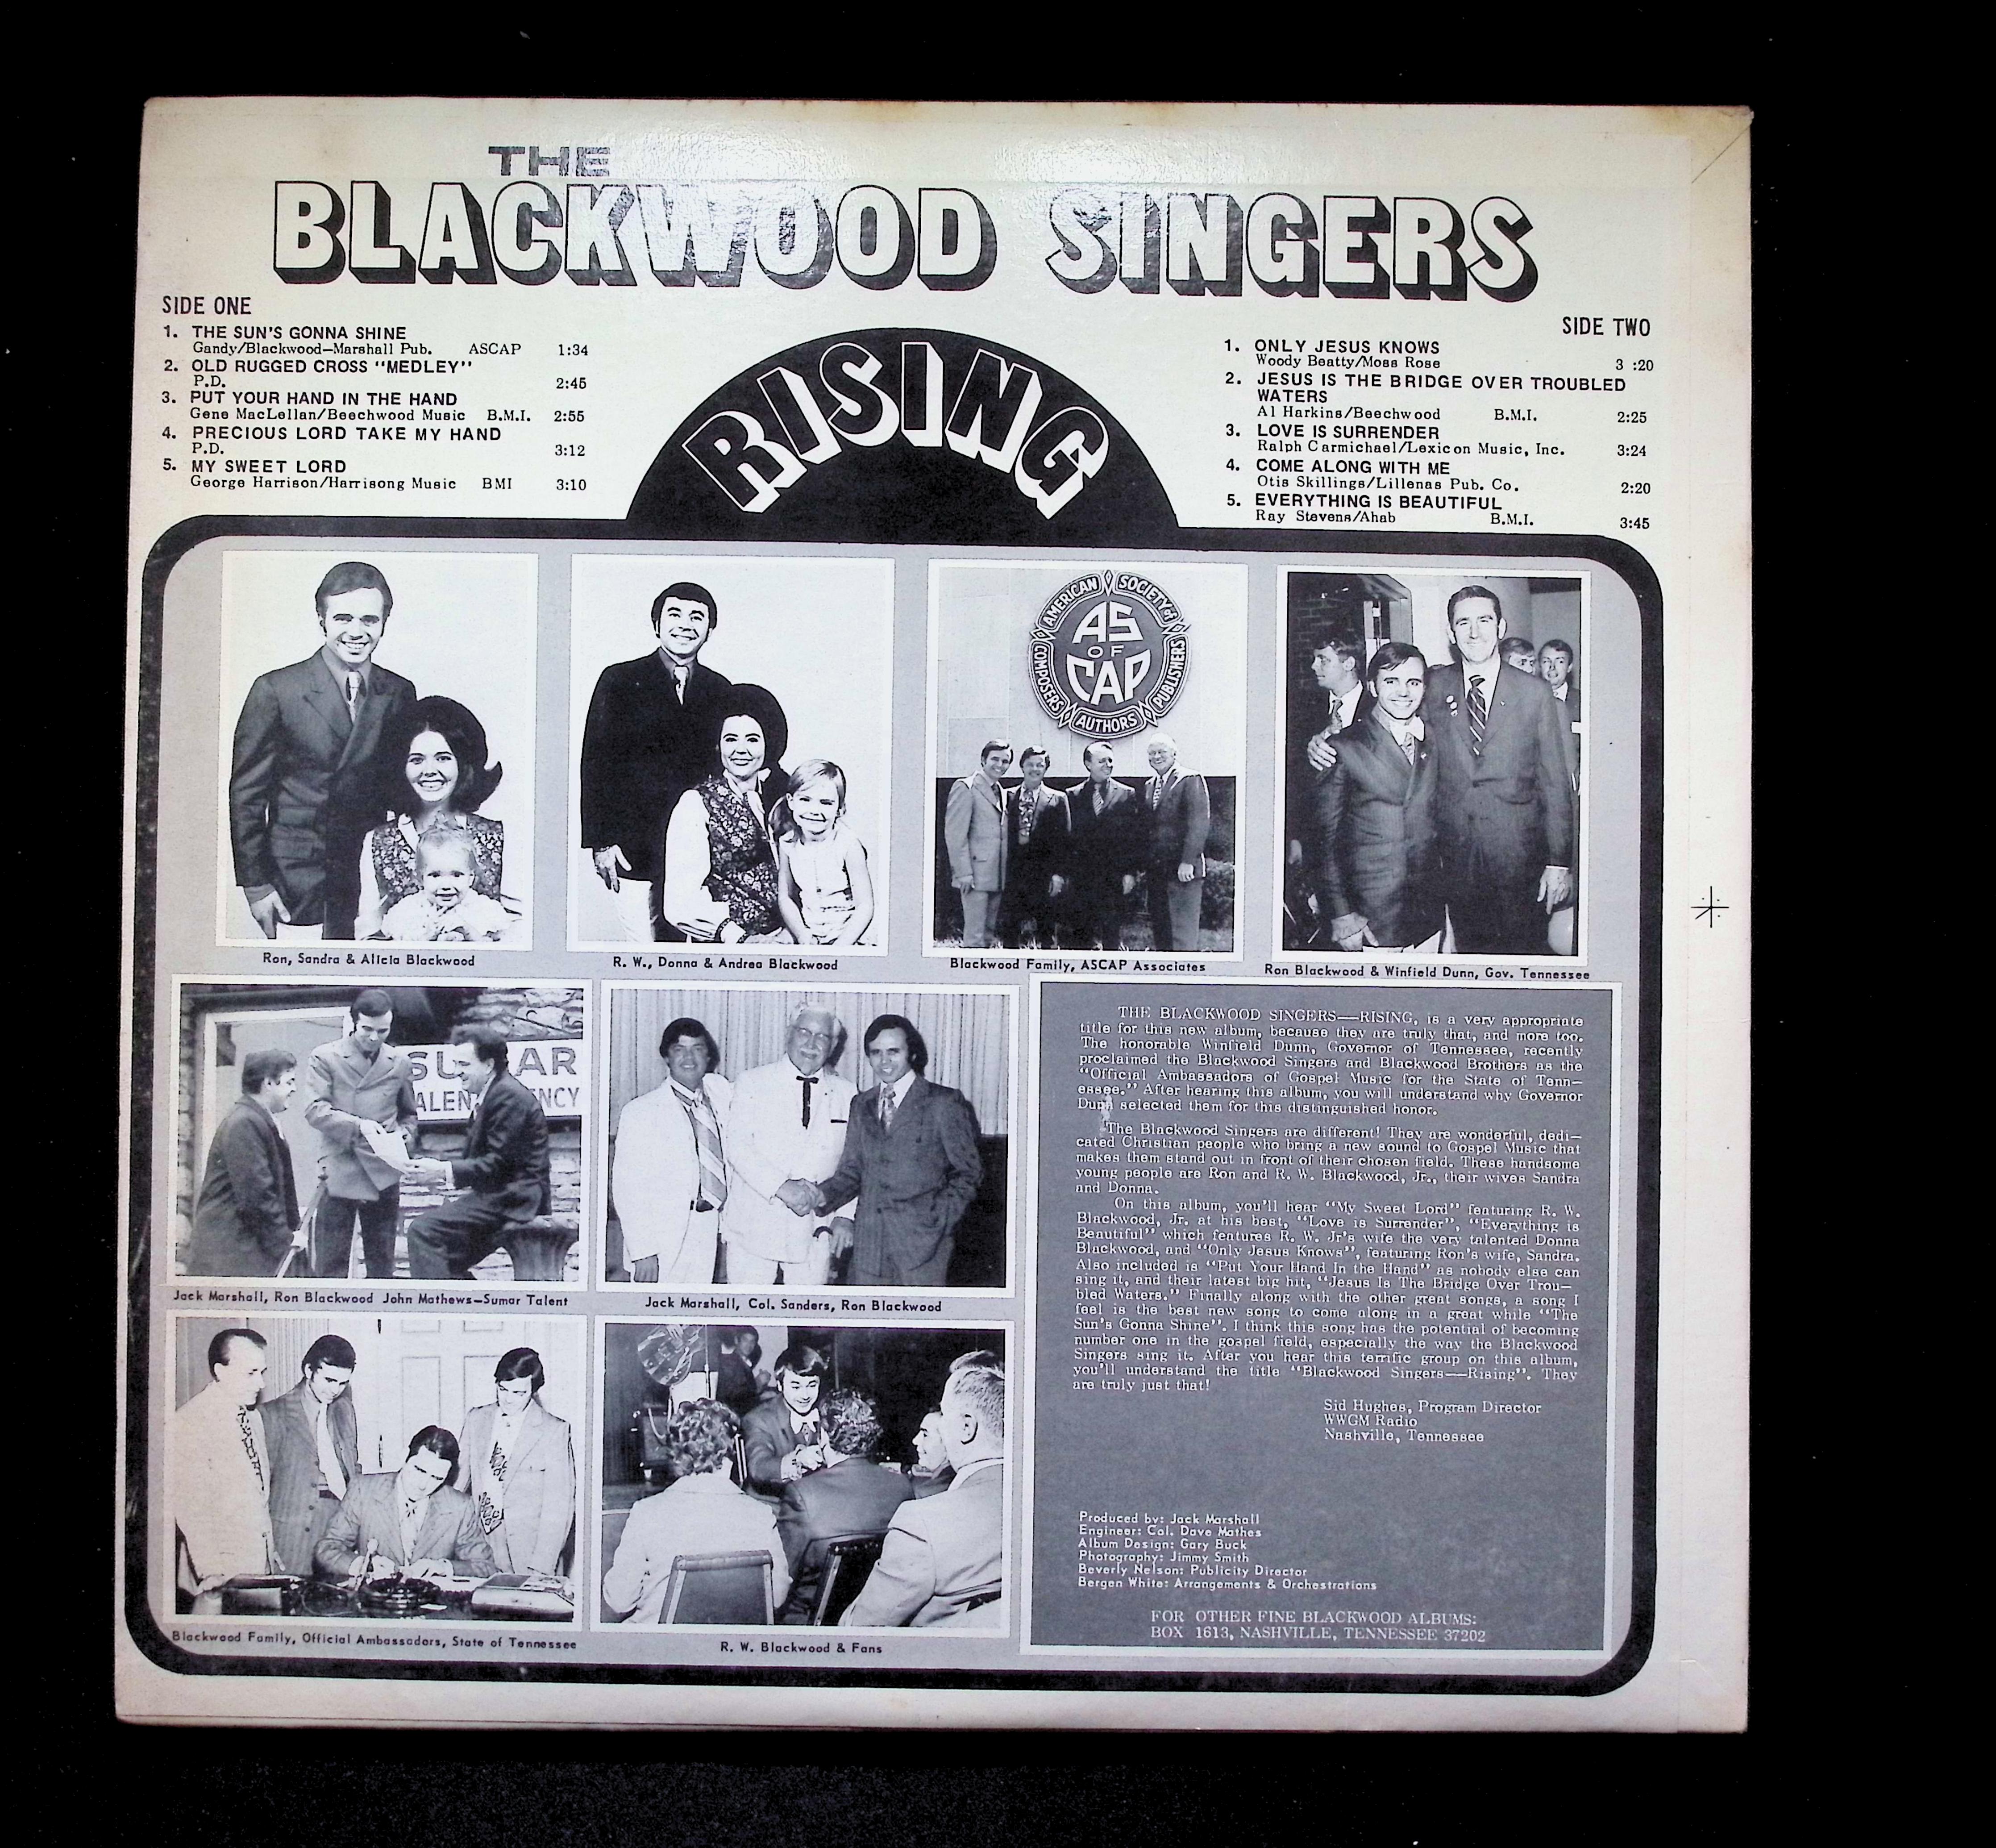 THE
BLACKWOOD SINGERS
RISING
SIDE ONE
1. THE SUN'S GONNA SHINE
Gandy/Blackwood—Marshall Pub. ASCAP 1:34
2. OLD RUGGED CROSS "MEDLEY"
P.D. 2:45
3. PUT YOUR HAND IN THE HAND
Gene MacLellan/Beechwood Music B.M.I. 2:55
4. PRECIOUS LORD TAKE MY HAND
P.D. 3:12
5. MY SWEET LORD
George Harrison/Harrisong Music BMI 3:10
SIDE TWO
1. ONLY JESUS KNOWS
Woody Beatty/Moss Rose 3 :20
2. JESUS IS THE BRIDGE OVER TROUBLED
WATERS
Al Harkins/Beechwood B.M.I. 2:25
3. LOVE IS SURRENDER
Ralph Carmichael/Lexicon Music, Inc. 3:24
4. COME ALONG WITH ME
Otis Skillings/Lillenas Pub. Co. 2:20
5. EVERYTHING IS BEAUTIFUL
Ray Stevens/Ahab B.M.I. 3:45
AMERICAN SOCIETY of
COMPOSERS AUTHORS PUBLISHERS
AS
OF
CAP
Ron, Sandra & Alicia Blackwood
R. W., Donna & Andrea Blackwood
Blackwood Family, ASCAP Associates
Ron Blackwood & Winfield Dunn, Gov. Tennessee
SU AR
ALEN NCY
Jack Marshall, Ron Blackwood John Mathews—Sumar Talent
Jack Marshall, Col. Sanders, Ron Blackwood
Blackwood Family, Official Ambassadors, State of Tennessee
R. W. Blackwood & Fans
THE BLACKWOOD SINGERS—RISING, is a very appropriate
title for this new album, because they are truly that, and more too.
The honorable Winfield Dunn, Governor of Tennessee, recently
proclaimed the Blackwood Singers and Blackwood Brothers as the
"Official Ambassadors of Gospel Music for the State of Tenn—
essee." After hearing this album, you will understand why Governor
Dunn selected them for this distinguished honor.
The Blackwood Singers are different! They are wonderful, dedi—
cated Christian people who bring a new sound to Gospel Music that
makes them stand out in front of their chosen field. These handsome
young people are Ron and R. W. Blackwood, Jr., their wives Sandra
and Donna.
On this album, you'll hear "My Sweet Lord" featuring R. W.
Blackwood, Jr. at his best, "Love is Surrender", "Everything is
Beautiful" which features R. W. Jr's wife the very talented Donna
Blackwood, and "Only Jesus Knows", featuring Ron's wife, Sandra.
Also included is "Put Your Hand In the Hand" as nobody else can
sing it, and their latest big hit, "Jesus Is The Bridge Over Trou—
bled Waters." Finally along with the other great songs, a song I
feel is the best new song to come along in a great while "The
Sun's Gonna Shine". I think this song has the potential of becoming
number one in the gospel field, especially the way the Blackwood
Singers sing it. After you hear this terrific group on this album,
you'll understand the title "Blackwood Singers—Rising". They
are truly just that!
Sid Hughes, Program Director
WWGM Radio
Nashville, Tennessee
Produced by: Jack Marshall
Engineer: Col. Dave Mathes
Album Design: Gary Buck
Photography: Jimmy Smith
Beverly Nelson: Publicity Director
Bergen White: Arrangements & Orchestrations
FOR OTHER FINE BLACKWOOD ALBUMS:
BOX 1613, NASHVILLE, TENNESSEE 37202